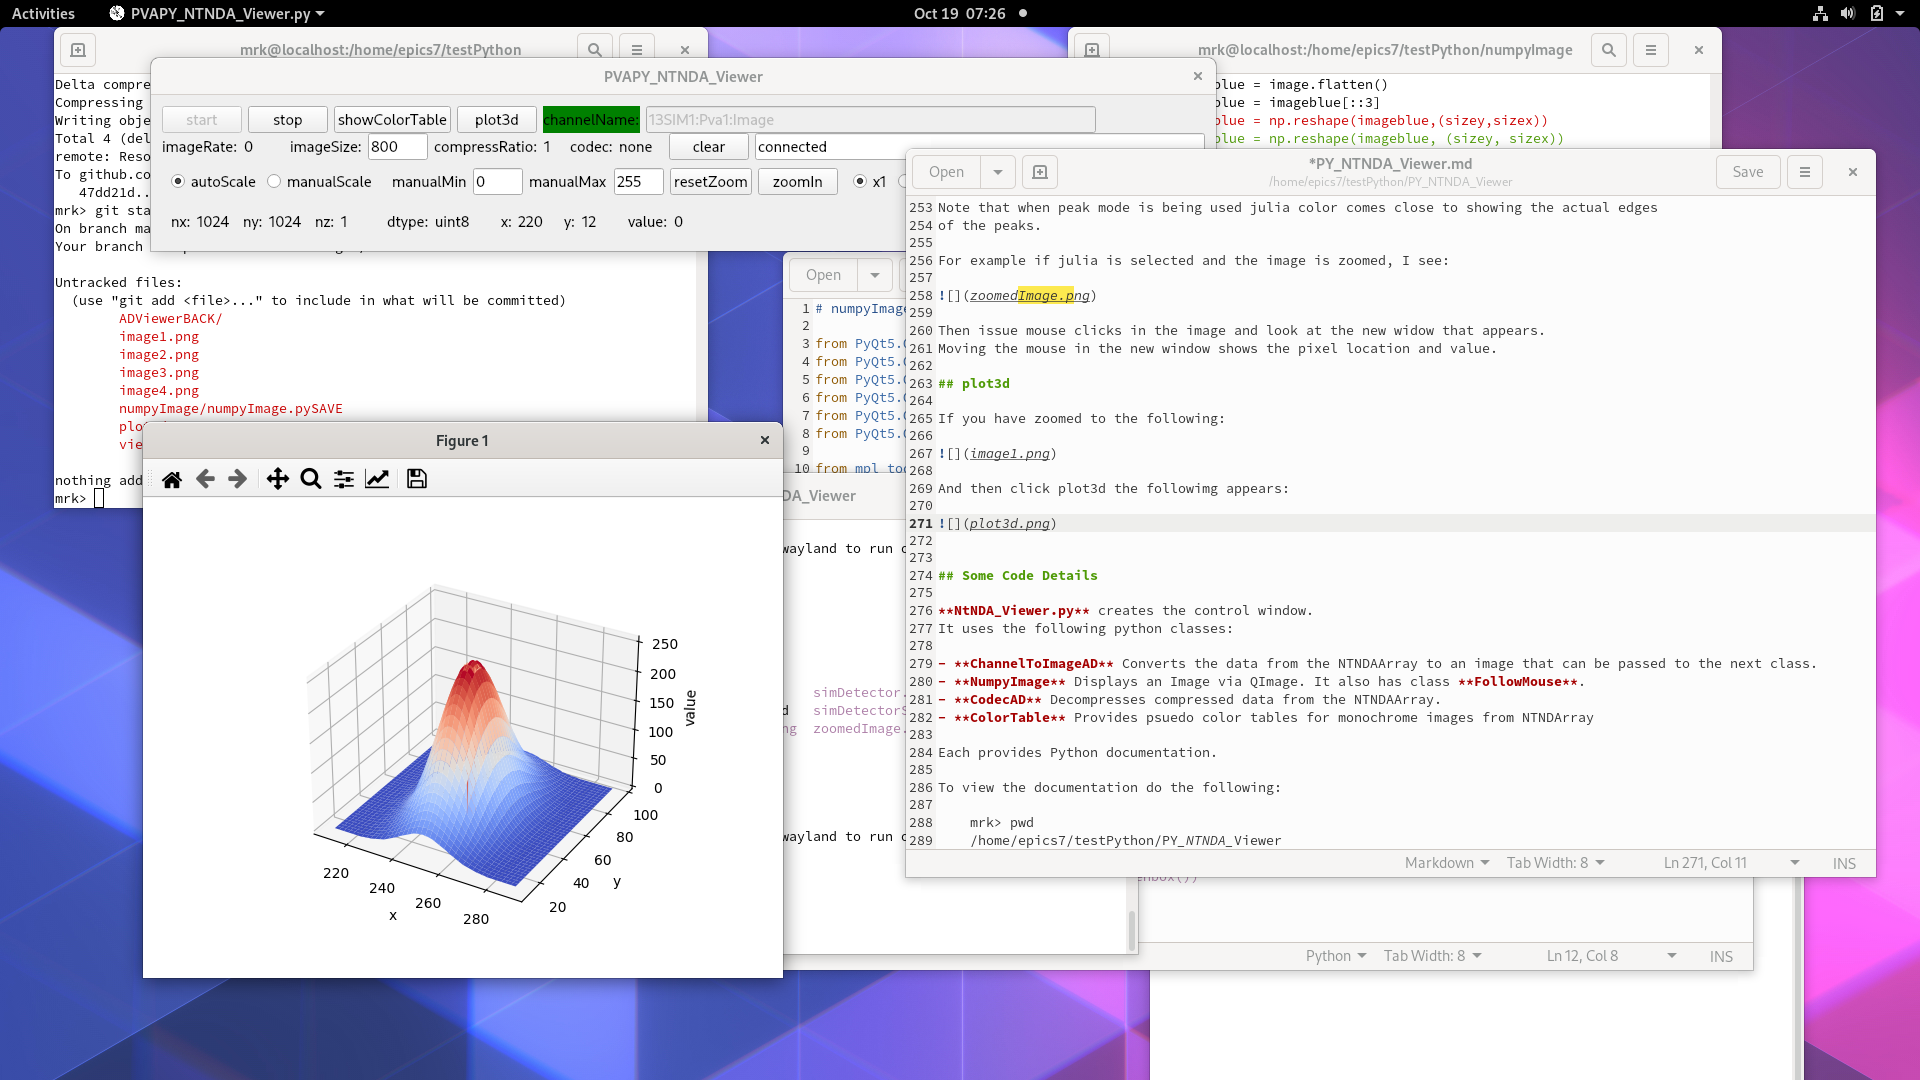 Activities
PVAPY_NTNDA_Viewer.py
Oct 19 07:26
mrk@localhost:/home/epics7/testPython
Delta compre
Compressing
Writing obje
Total 4 (del
remote: Reso
To github.co
47dd21d..
mrk> git sta
On branch ma
Your branch
Untracked files:
(use "git add <file>..." to include in what will be committed)
ADViewerBACK/
image1.png
image2.png
image3.png
image4.png
numpyImage/numpyImage.pySAVE
plo
vie
nothing add
mrk>
PVAPY_NTNDA_Viewer
start stop showColorTable plot3d channelName: 13SIM1:Pva1:Image
imageRate: 0 imageSize: 800 compressRatio: 1 codec: none clear connected
autoScale manualScale manualMin 0 manualMax 255 resetZoom zoomIn x1
nx: 1024 ny: 1024 nz: 1 dtype: uint8 x: 220 y: 12 value: 0
mrk@localhost:/home/epics7/testPython/numpyImage
blue = image.flatten()
blue = imageblue[::3]
blue = np.reshape(imageblue,(sizey,sizex))
blue = np.reshape(imageblue, (sizey, sizex))
Open
1 # numpyImage
2
3 from PyQt5.
4 from PyQt5.
5 from PyQt5.
6 from PyQt5.
7 from PyQt5.
8 from PyQt5.
9
10 from mpl_too
DA_Viewer
wayland to run
simDetector.
d simDetectorS
ng zoomedImage.
wayland to run
Figure 1
250
200
150
100
50
0
value
100
80
60
40
20
y
220
240
260
280
x
Open
*PY_NTNDA_Viewer.md
/home/epics7/testPython/PY_NTNDA_Viewer
Save
253 Note that when peak mode is being used julia color comes close to showing the actual edges
254 of the peaks.
255
256 For example if julia is selected and the image is zoomed, I see:
257
258 ![](zoomedImage.png)
259
260 Then issue mouse clicks in the image and look at the new widow that appears.
261 Moving the mouse in the new window shows the pixel location and value.
262
263 ## plot3d
264
265 If you have zoomed to the following:
266
267 ![](image1.png)
268
269 And then click plot3d the followimg appears:
270
271 ![](plot3d.png)
272
273
274 ## Some Code Details
275
276 **NtNDA_Viewer.py** creates the control window.
277 It uses the following python classes:
278
279 - **ChannelToImageAD** Converts the data from the NTNDAArray to an image that can be passed to the next class.
280 - **NumpyImage** Displays an Image via QImage. It also has class **FollowMouse**.
281 - **CodecAD** Decompresses compressed data from the NTNDAArray.
282 - **ColorTable** Provides psuedo color tables for monochrome images from NTNDArray
283
284 Each provides Python documentation.
285
286 To view the documentation do the following:
287
288 mrk> pwd
289 /home/epics7/testPython/PY_NTNDA_Viewer
Markdown Tab Width: 8 Ln 271, Col 11 INS
Python Tab Width: 8 Ln 12, Col 8 INS